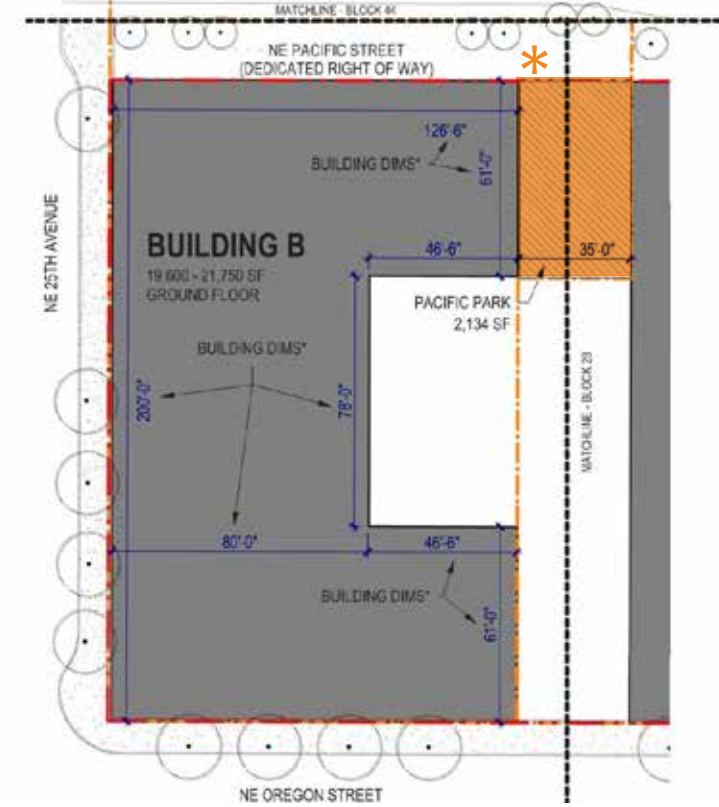 MATCHLINE - BLOCK 44
NE PACIFIC STREET
(DEDICATED RIGHT OF WAY)
*
126'-6"
BUILDING DIMS*
61'-0"
NE 25TH AVENUE
BUILDING B
19,600 - 21,750 SF
GROUND FLOOR
46'-6"
35'-0"
PACIFIC PARK
2,134 SF
BUILDING DIMS*
200'-0"
78'-0"
MATCHLINE - BLOCK 28
80'-0"
46'-6"
BUILDING DIMS*
61'-0"
NE OREGON STREET